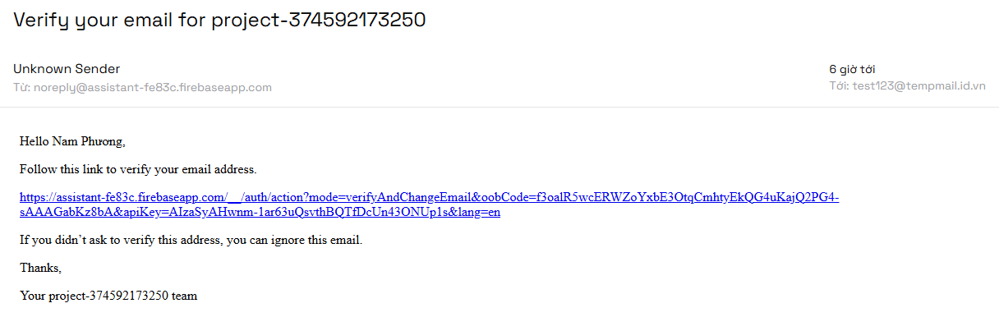 Verify your email for project-374592173250
Unknown Sender
6 giờ tới
Từ: noreply@assistant-fe83c.firebaseapp.com
Tới: test123@tempmail.id.vn
Hello Nam Phương,
Follow this link to verify your email address.
https://assistant-fe83c.firebaseapp.com/__/auth/action?mode=verifyAndChangeEmail&oobCode=f3oalR5wcERWZoYxbE3OtqCmhtyEkQG4uKajQ2PG4-
sAAAGabKz8bA&apiKey=AIzaSyAHwnm-1ar63uQsvthBQTfDcUn43ONUp1s&lang=en
If you didn’t ask to verify this address, you can ignore this email.
Thanks,
Your project-374592173250 team